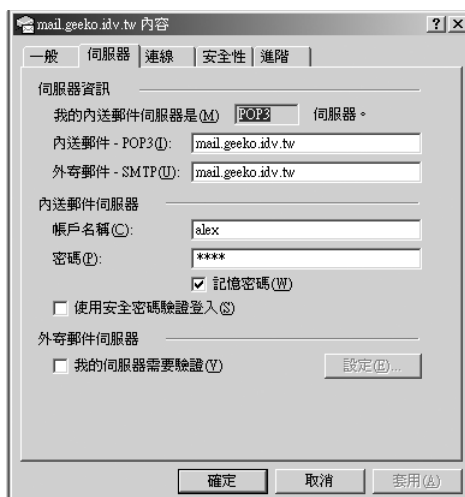 mail.geeko.idv.tw 內容
一般 伺服器 連線 安全性 進階
伺服器資訊
我的內送郵件伺服器是(M) POP3 伺服器。
內送郵件 - POP3(I): mail.geeko.idv.tw
外寄郵件 - SMTP(U): mail.geeko.idv.tw
內送郵件伺服器
帳戶名稱(C): alex
密碼(P): ****
記憶密碼(W)
使用安全密碼驗證登入(S)
外寄郵件伺服器
我的伺服器需要驗證(V) 設定(E)...
確定 取消 套用(A)